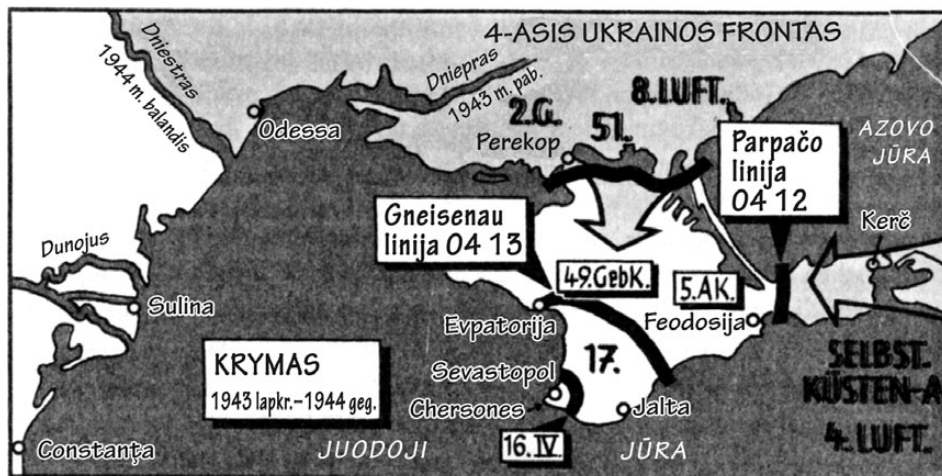 4-ASIS UKRAINOS FRONTAS
Dniestras
1944 m. balandis
Dniepras
1943 m. pab.
Odessa
2.G.
51.
8.LUFT.
Perekop
AZOVO
JŪRA
Parpačo
linija
04 12
Gneisenau
linija 04 13
Kerč
Dunojus
49.GebK.
5.AK.
Sulina
Evpatorija
Feodosija
17.
SELBST.
KÜSTEN-A
4. LUFT.
KRYMAS
1943 lapkr.–1944 geg.
Sevastopol
Chersones
Jalta
16.IV.
Constanţa
JUODOJI
JŪRA